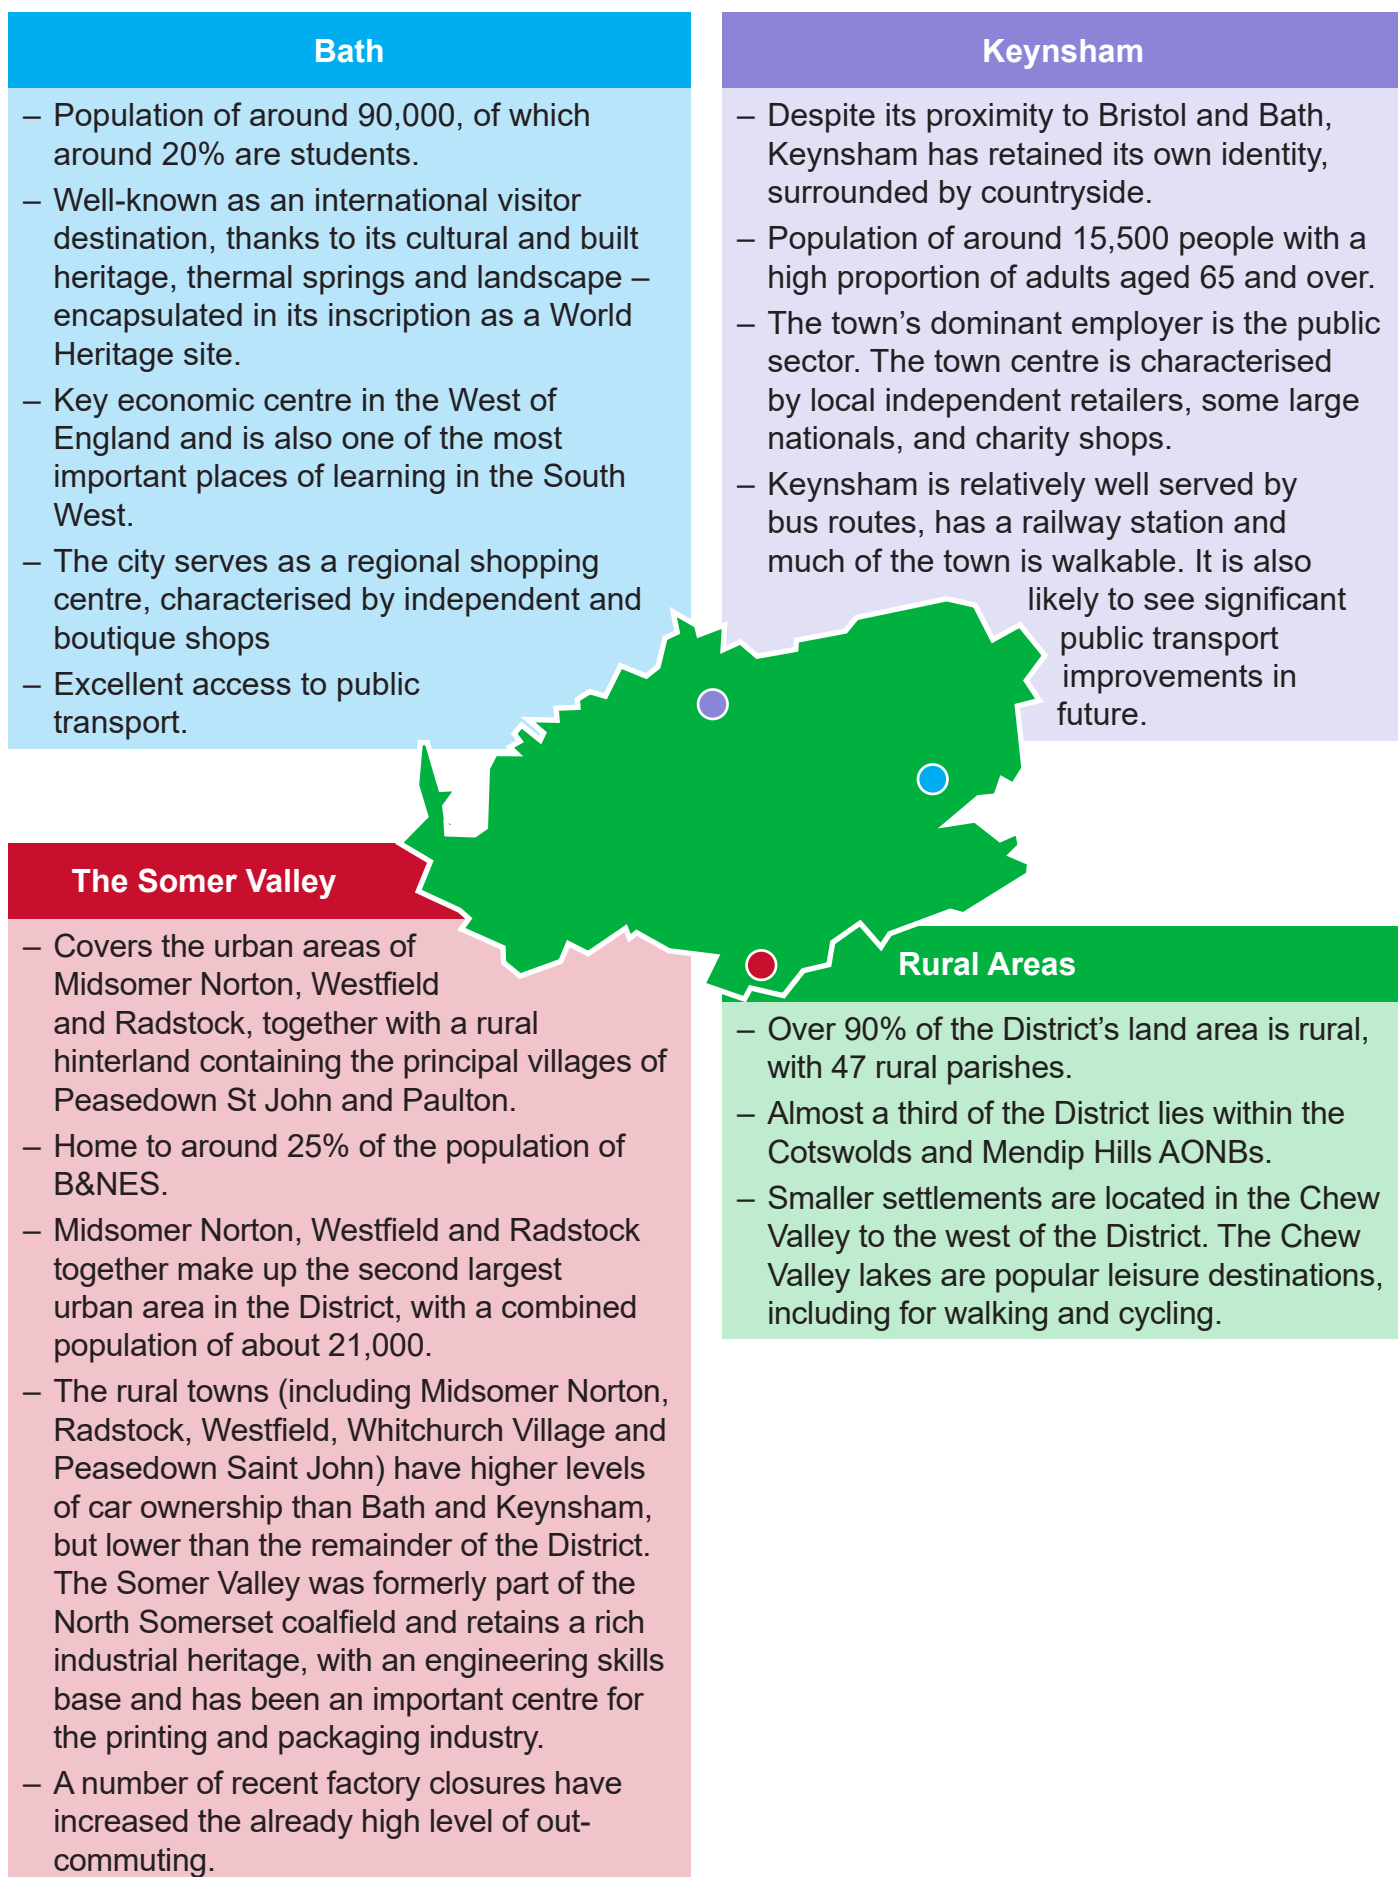 Bath
– Population of around 90,000, of which
around 20% are students.
– Well-known as an international visitor
destination, thanks to its cultural and built
heritage, thermal springs and landscape –
encapsulated in its inscription as a World
Heritage site.
– Key economic centre in the West of
England and is also one of the most
important places of learning in the South
West.
– The city serves as a regional shopping
centre, characterised by independent and
boutique shops
– Excellent access to public
transport.
Keynsham
– Despite its proximity to Bristol and Bath,
Keynsham has retained its own identity,
surrounded by countryside.
– Population of around 15,500 people with a
high proportion of adults aged 65 and over.
– The town’s dominant employer is the public
sector. The town centre is characterised
by local independent retailers, some large
nationals, and charity shops.
– Keynsham is relatively well served by
bus routes, has a railway station and
much of the town is walkable. It is also
likely to see significant
public transport
improvements in
future.
The Somer Valley
– Covers the urban areas of
Midsomer Norton, Westfield
and Radstock, together with a rural
hinterland containing the principal villages of
Peasedown St John and Paulton.
– Home to around 25% of the population of
B&NES.
– Midsomer Norton, Westfield and Radstock
together make up the second largest
urban area in the District, with a combined
population of about 21,000.
– The rural towns (including Midsomer Norton,
Radstock, Westfield, Whitchurch Village and
Peasedown Saint John) have higher levels
of car ownership than Bath and Keynsham,
but lower than the remainder of the District.
The Somer Valley was formerly part of the
North Somerset coalfield and retains a rich
industrial heritage, with an engineering skills
base and has been an important centre for
the printing and packaging industry.
– A number of recent factory closures have
increased the already high level of out-
commuting.
Rural Areas
– Over 90% of the District’s land area is rural,
with 47 rural parishes.
– Almost a third of the District lies within the
Cotswolds and Mendip Hills AONBs.
– Smaller settlements are located in the Chew
Valley to the west of the District. The Chew
Valley lakes are popular leisure destinations,
including for walking and cycling.